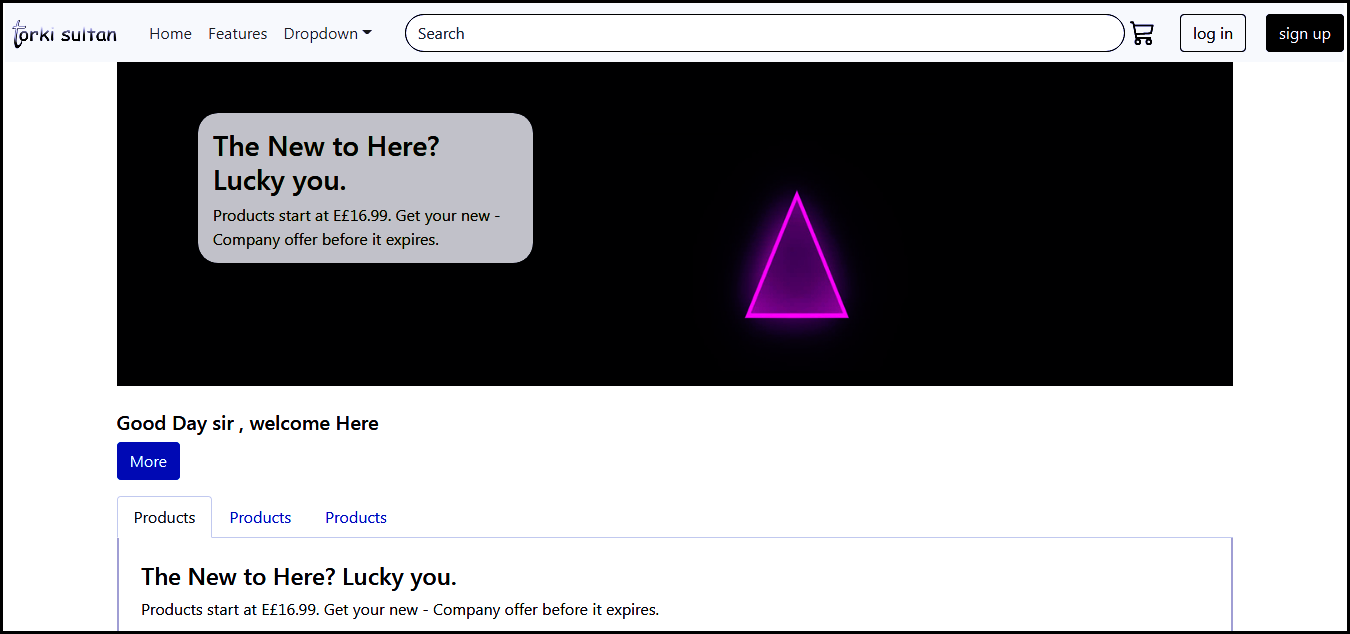 torki sultan Home Features Dropdown Search log in sign up
The New to Here?
Lucky you.
Products start at E£16.99. Get your new -
Company offer before it expires.
Good Day sir , welcome Here
More
Products Products Products
The New to Here? Lucky you.
Products start at E£16.99. Get your new - Company offer before it expires.